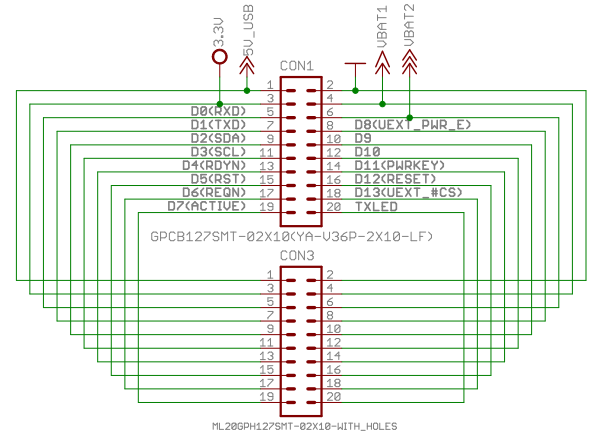 3.3V
5V_USB
VBAT1
VBAT2
CON1
1 2
3 4
D0(RXD) 5 6
D1(TXD) 7 8 D8(UEXT_PWR_E)
D2(SDA) 9 10 D9
D3(SCL) 11 12 D10
D4(RDYN) 13 14 D11(PWRKEY)
D5(RST) 15 16 D12(RESET)
D6(REQN) 17 18 D13(UEXT_#CS)
D7(ACTIVE) 19 20 TXLED
GPCB127SMT-02X10(YA-V36P-2X10-LF)
CON3
1 2
3 4
5 6
7 8
9 10
11 12
13 14
15 16
17 18
19 20
ML20GPH127SMT-02X10-WITH_HOLES